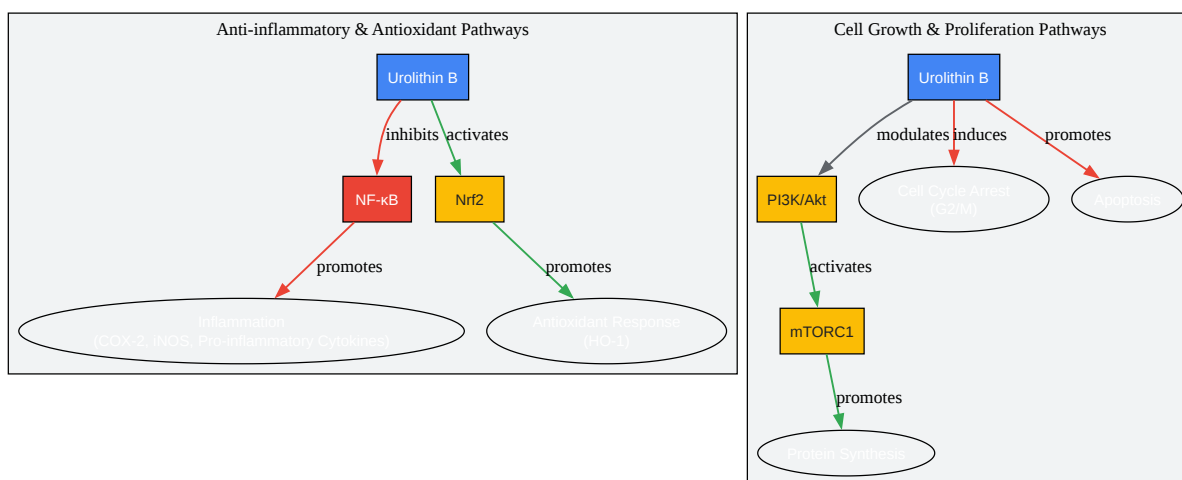 Anti-inflammatory & Antioxidant Pathways
Urolithin B
inhibits
activates
NF-κB
Nrf2
promotes
promotes
Inflammation
(COX-2, iNOS, Pro-inflammatory Cytokines)
Antioxidant Response
(HO-1)
Cell Growth & Proliferation Pathways
Urolithin B
modulates
induces
promotes
PI3K/Akt
Cell Cycle Arrest
(G2/M)
Apoptosis
activates
mTORC1
promotes
Protein Synthesis